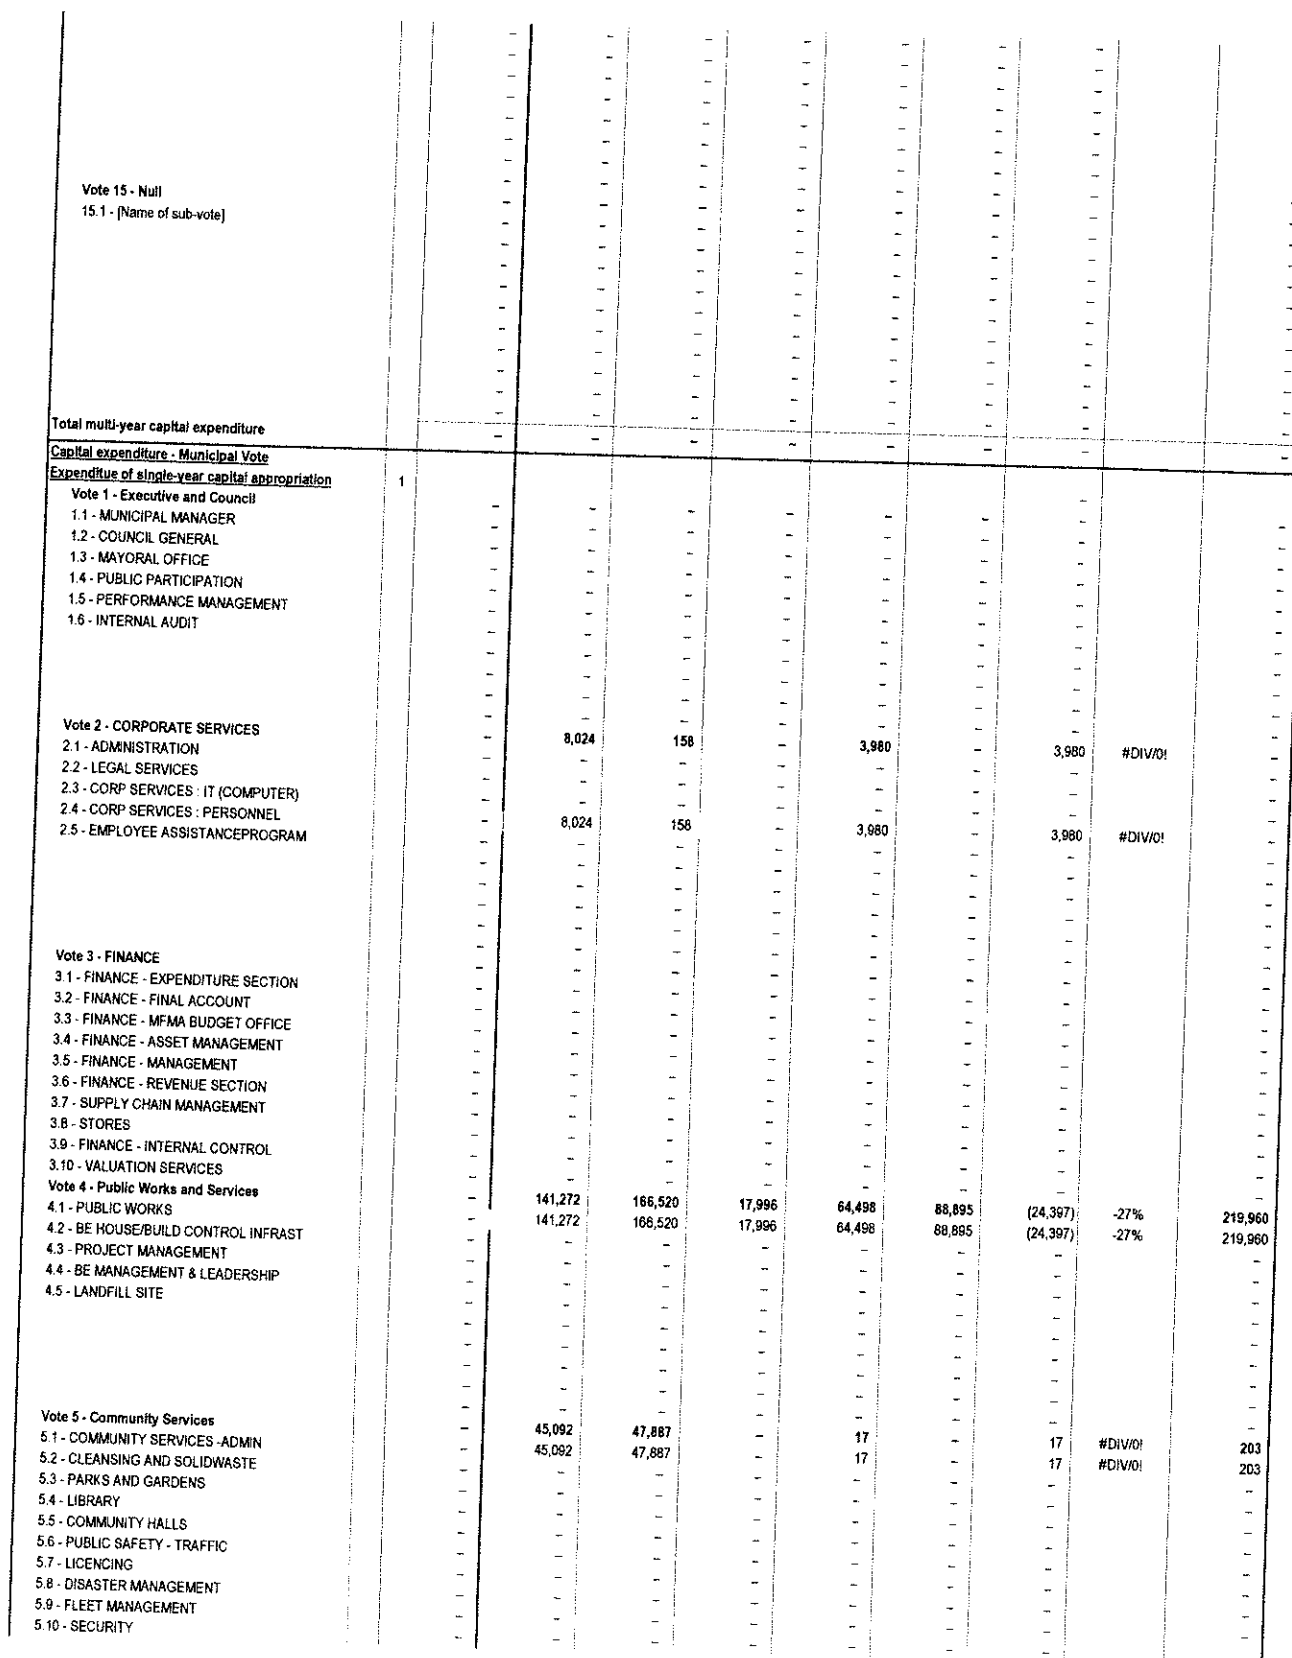 Vote 15 - Null
15.1 - [Name of sub-vote]
Total multi-year capital expenditure – – – – – – – –
Capital expenditure - Municipal Vote
Expenditue of single-year capital appropriation 1
Vote 1 - Executive and Council – – – – – – – –
1.1 - MUNICIPAL MANAGER – – – – – – – –
1.2 - COUNCIL GENERAL – – – – – – – –
1.3 - MAYORAL OFFICE – – – – – – – –
1.4 - PUBLIC PARTICIPATION – – – – – – – –
1.5 - PERFORMANCE MANAGEMENT – – – – – – – –
1.6 - INTERNAL AUDIT – – – – – – – –
Vote 2 - CORPORATE SERVICES – 8,024 158 – 3,980 – 3,980 #DIV/0!
2.1 - ADMINISTRATION – – – – – – –
2.2 - LEGAL SERVICES – – – – – – –
2.3 - CORP SERVICES : IT (COMPUTER) – – – – – – –
2.4 - CORP SERVICES : PERSONNEL – 8,024 158 – 3,980 – 3,980 #DIV/0!
2.5 - EMPLOYEE ASSISTANCEPROGRAM – – – – – – –
Vote 3 - FINANCE – – – – – – –
3.1 - FINANCE - EXPENDITURE SECTION – – – – – – –
3.2 - FINANCE - FINAL ACCOUNT – – – – – – –
3.3 - FINANCE - MFMA BUDGET OFFICE – – – – – – –
3.4 - FINANCE - ASSET MANAGEMENT – – – – – – –
3.5 - FINANCE - MANAGEMENT – – – – – – –
3.6 - FINANCE - REVENUE SECTION – – – – – – –
3.7 - SUPPLY CHAIN MANAGEMENT – – – – – – –
3.8 - STORES – – – – – – –
3.9 - FINANCE - INTERNAL CONTROL – – – – – – –
3.10 - VALUATION SERVICES – – – – – – –
Vote 4 - Public Works and Services – 141,272 166,520 17,996 64,498 88,895 (24,397) -27% 219,960
4.1 - PUBLIC WORKS – 141,272 166,520 17,996 64,498 88,895 (24,397) -27% 219,960
4.2 - BE HOUSE/BUILD CONTROL INFRAST – – – – – – – –
4.3 - PROJECT MANAGEMENT – – – – – – – –
4.4 - BE MANAGEMENT & LEADERSHIP – – – – – – – –
4.5 - LANDFILL SITE – – – – – – – –
Vote 5 - Community Services – 45,092 47,887 – 17 – 17 #DIV/0! 203
5.1 - COMMUNITY SERVICES -ADMIN – 45,092 47,887 – 17 – 17 #DIV/0! 203
5.2 - CLEANSING AND SOLIDWASTE – – – – – – – –
5.3 - PARKS AND GARDENS – – – – – – – –
5.4 - LIBRARY – – – – – – – –
5.5 - COMMUNITY HALLS – – – – – – – –
5.6 - PUBLIC SAFETY - TRAFFIC – – – – – – – –
5.7 - LICENCING – – – – – – – –
5.8 - DISASTER MANAGEMENT – – – – – – – –
5.9 - FLEET MANAGEMENT – – – – – – – –
5.10 - SECURITY – – – – – – – –